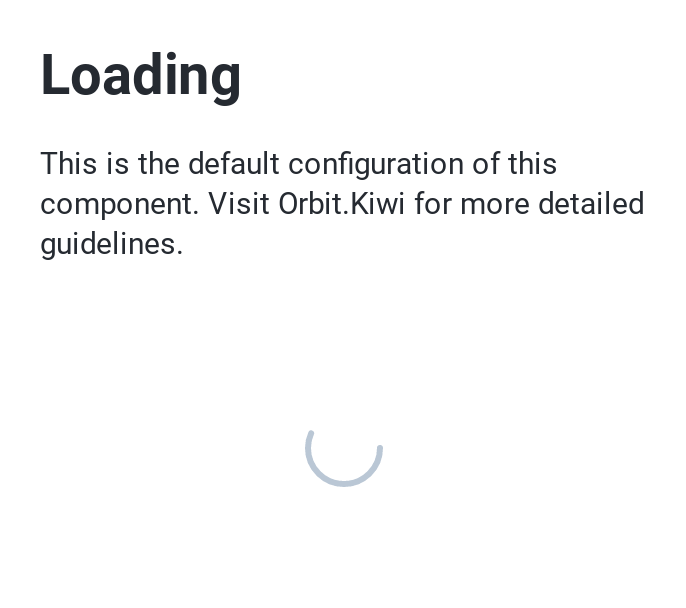 Loading
This is the default configuration of this
component. Visit Orbit.Kiwi for more detailed
guidelines.